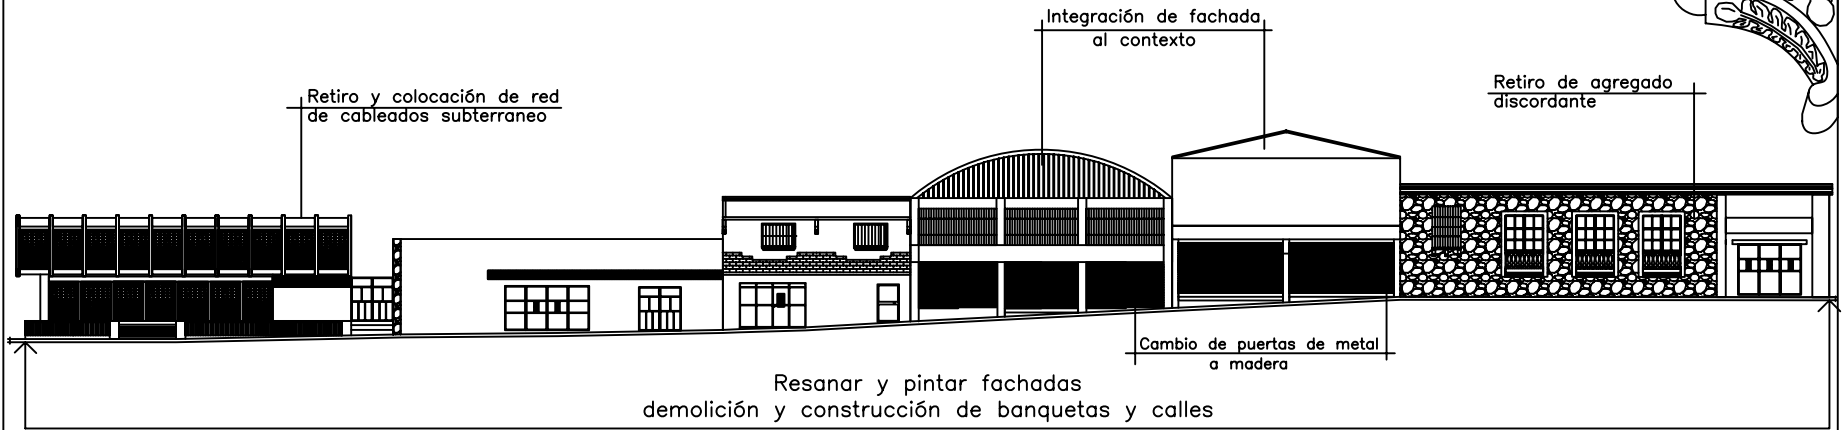 Integración de fachada
al contexto
Retiro y colocación de red
de cableados subterraneo
Retiro de agregado
discordante
Cambio de puertas de metal
a madera
Resanar y pintar fachadas
demolición y construcción de banquetas y calles